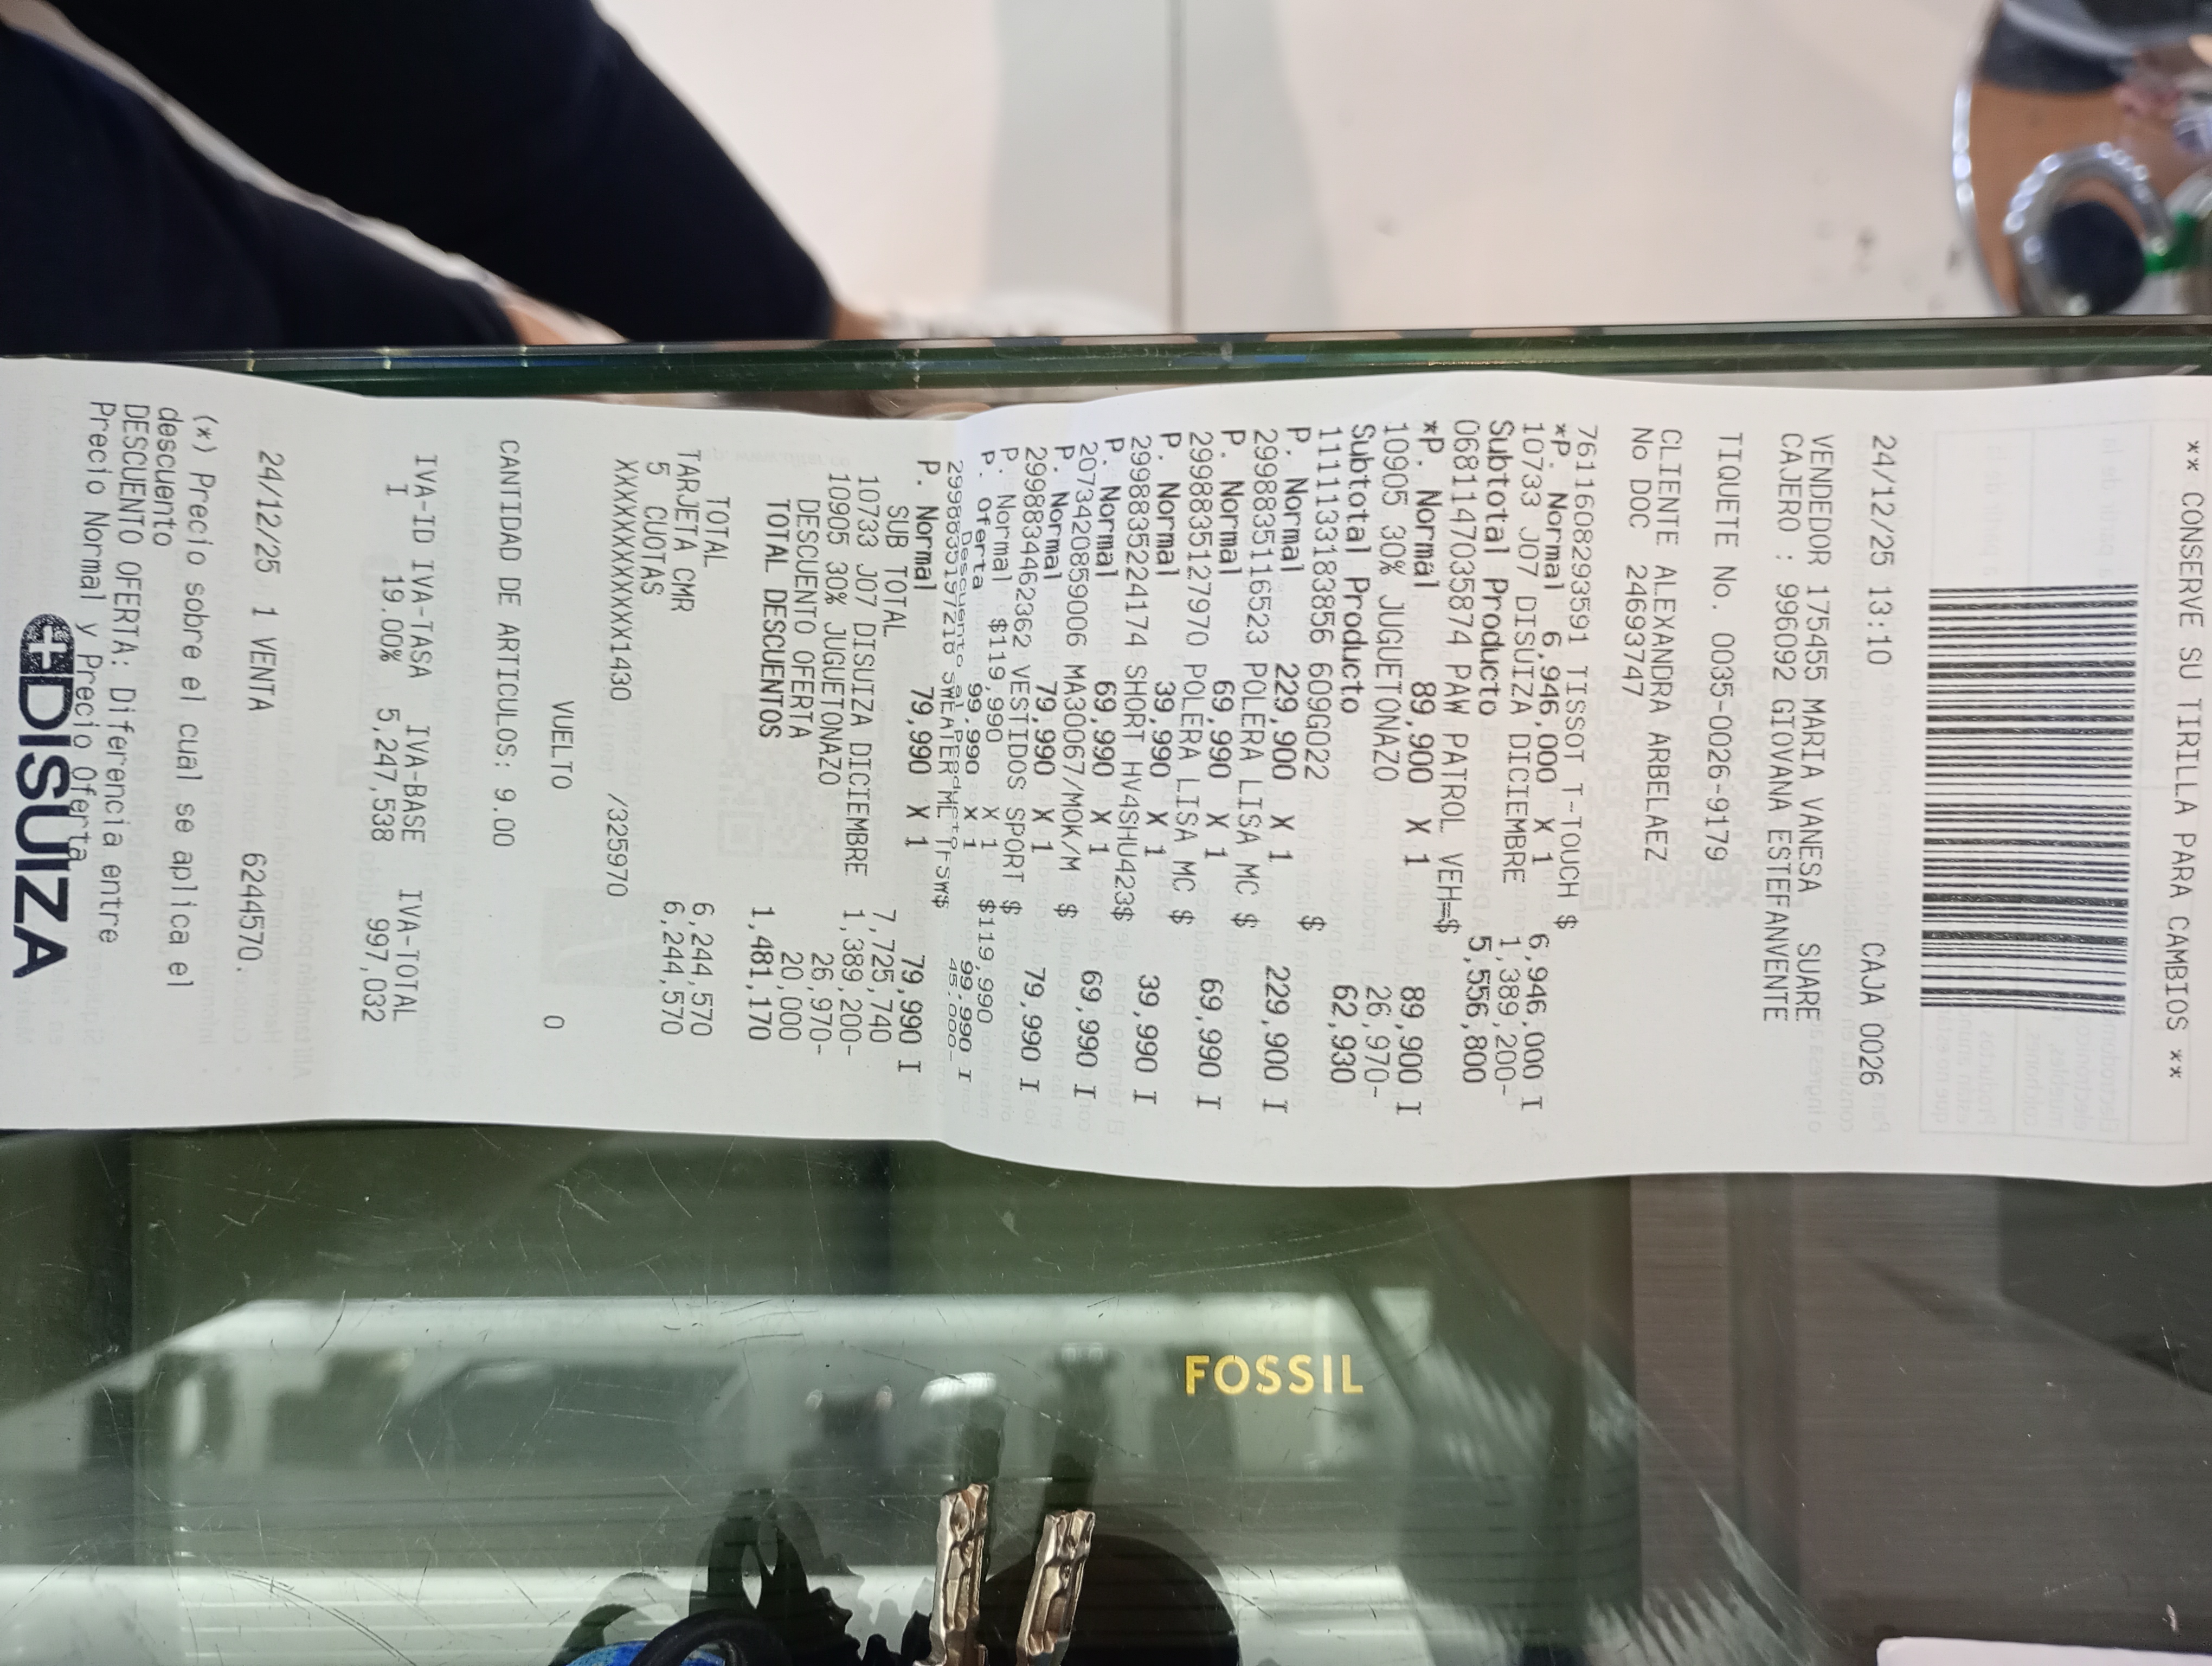 ** CONSERVE SU TIRILLA PARA CAMBIOS **
24/12/25 13:10 CAJA 0026
VENDEDOR 175455 MARIA VANESA SUARE
CAJERO : 996092 GIOVANA ESTEFANVENTE
TIQUETE No. 0035-0026-9179
CLIENTE ALEXANDRA ARBELAEZ
No DOC 24693747
7611608293591 TISSOT T-TOUCH $
*P. Normal 6,946,000 X 1 6,946,000 I
10733 J07 DISUIZA DICIEMBRE 1,389,200-
Subtotal Producto 5,556,800
0681147035874 PAW PATROL VEH=$
*P. Normal 89,900 X 1 89,900 I
10905 30% JUGUETONAZO 26,970-
Subtotal Producto 62,930
1111133183856 609G022 $
P. Normal 229,900 X 1 229,900 I
2998835116523 POLERA LISA MC $
P. Normal 69,990 X 1 69,990 I
2998835127970 POLERA LISA MC $
P. Normal 39,990 X 1 39,990 I
2998835224174 SHORT HV4SHU423$
P. Normal 69,990 X 1 69,990 I
2073420859006 MA30067/MOK/M $
P. Normal 79,990 X 1 79,990 I
2998834462362 VESTIDOS SPORT $
P. Normal $119,990 X 1 $119,990
P. Oferta 99,990 X 1 99,990 I
Descuento al 45,000-
2998835197218 SWEATER
P. Normal 79,990 X 1 79,990 I
SUB TOTAL 7,725,740
10733 J07 DISUIZA DICIEMBRE 1,389,200-
10905 30% JUGUETONAZO 26,970-
DESCUENTO OFERTA 20,000
TOTAL DESCUENTOS 1,481,170
TOTAL 6,244,570
TARJETA CMR 6,244,570
5 CUOTAS
XXXXXXXXXXXX1430 /325970
VUELTO 0
CANTIDAD DE ARTICULOS: 9.00
IVA-ID IVA-TASA IVA-BASE IVA-TOTAL
I 19.00% 5,247,538 997,032
24/12/25 1 VENTA 6244570.
(*) Precio sobre el cual se aplica el
descuento
DESCUENTO OFERTA: Diferencia entre
Precio Normal y Precio Oferta
DISUIZA
FOSSIL